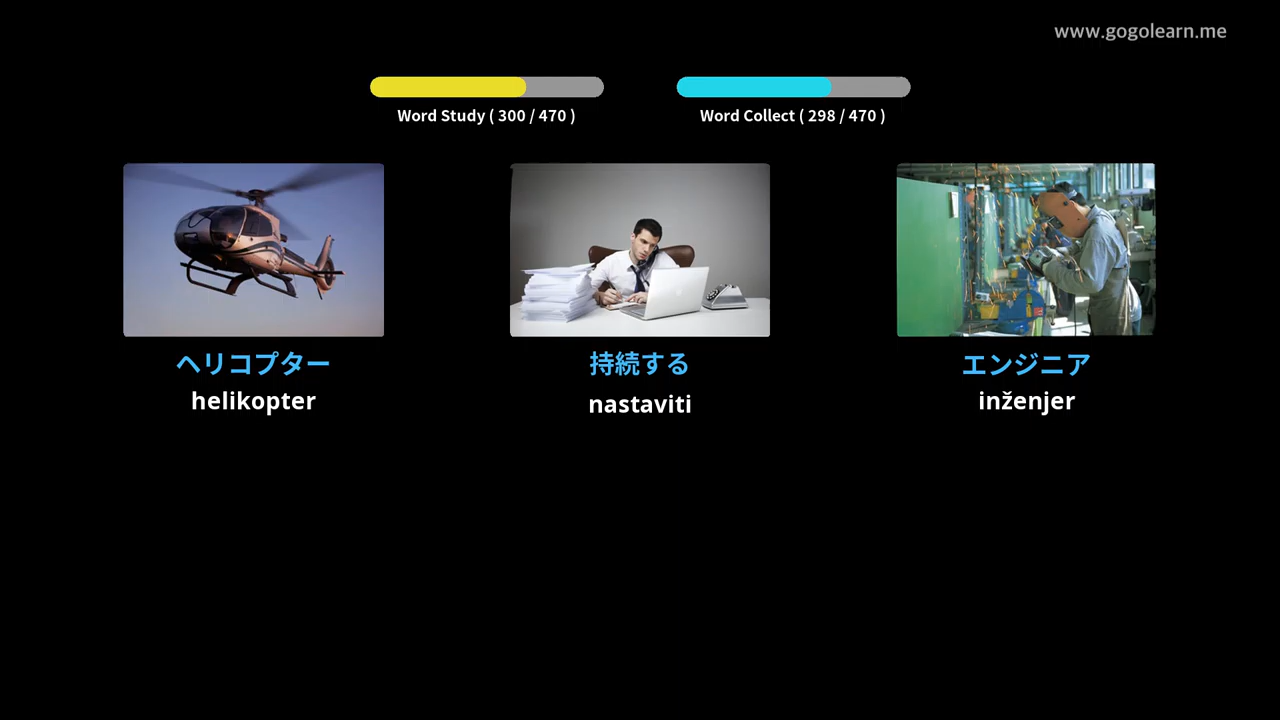 www.gogolearn.me
Word Study ( 300 / 470 )
Word Collect ( 298 / 470 )
ヘリコプター
helikopter
持続する
nastaviti
エンジニア
inženjer